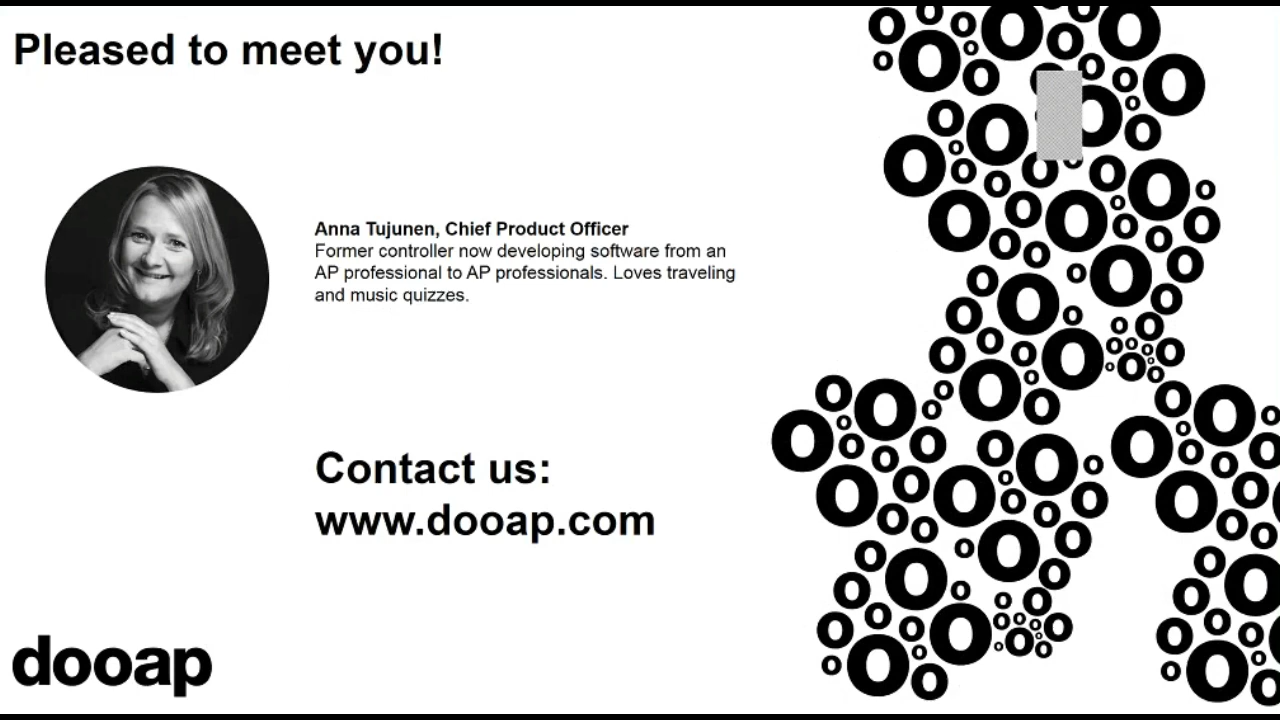 Pleased to meet you!
Anna Tujunen, Chief Product Officer
Former controller now developing software from an
AP professional to AP professionals. Loves traveling
and music quizzes.
Contact us:
www.dooap.com
dooap